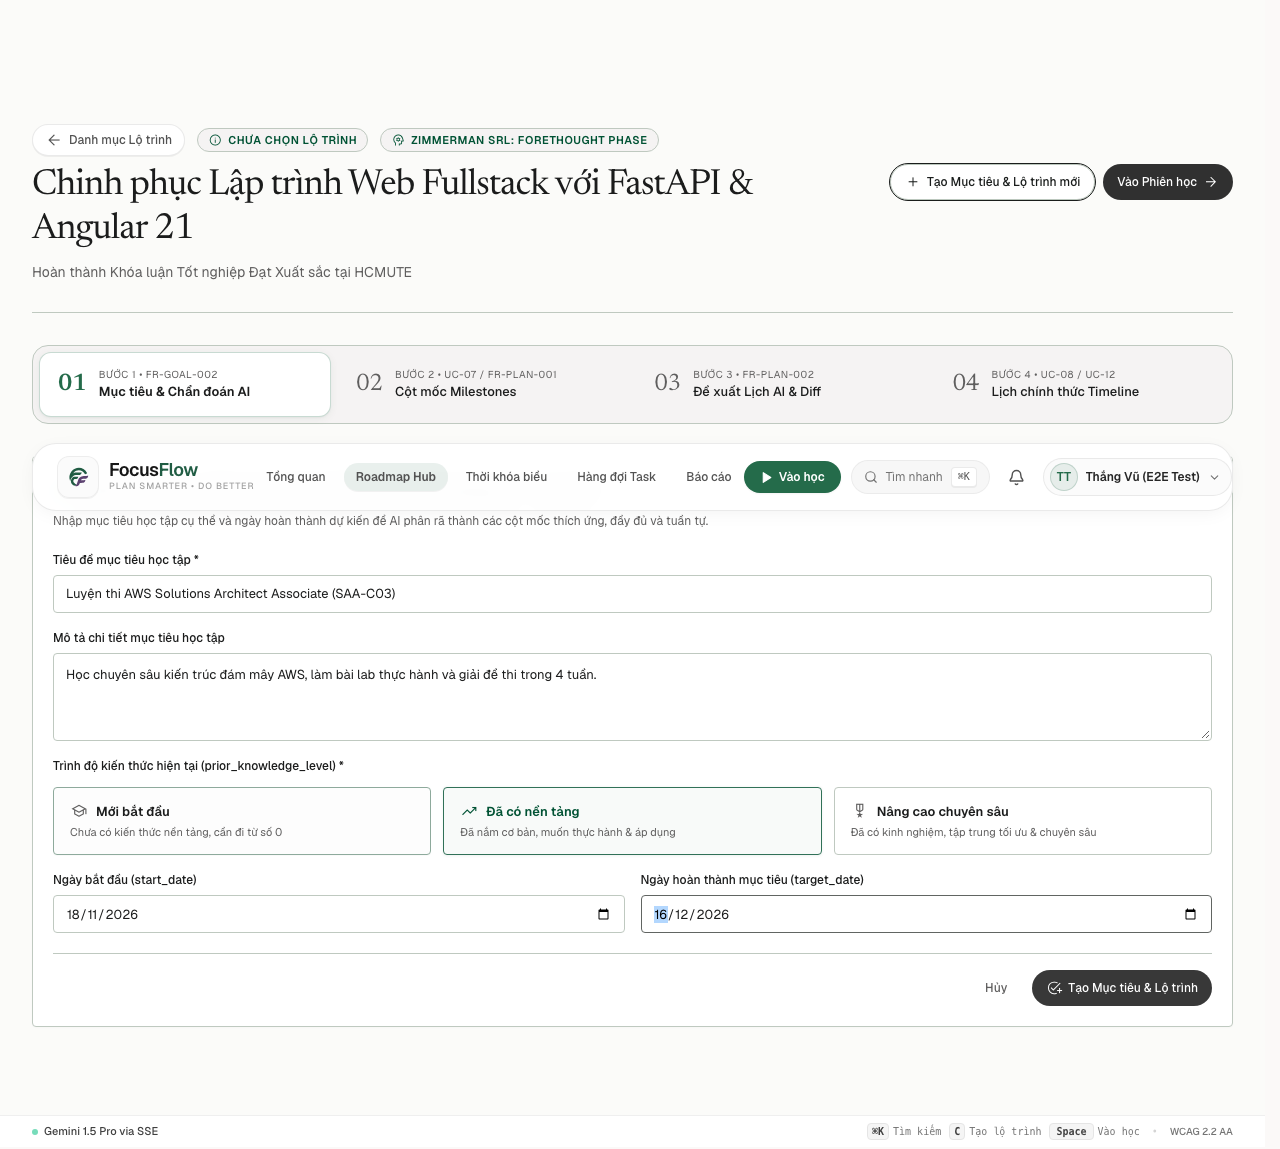 Danh mục Lộ trình
CHƯA CHỌN LỘ TRÌNH
ZIMMERMAN SRL: FORETHOUGHT PHASE
Chinh phục Lập trình Web Fullstack với FastAPI &
Angular 21
Tạo Mục tiêu & Lộ trình mới
Vào Phiên học
Hoàn thành Khóa luận Tốt nghiệp Đạt Xuất sắc tại HCMUTE
01
BƯỚC 1 • FR-GOAL-002
Mục tiêu & Chẩn đoán AI
02
BƯỚC 2 • UC-07 / FR-PLAN-001
Cột mốc Milestones
03
BƯỚC 3 • FR-PLAN-002
Đề xuất Lịch AI & Diff
04
BƯỚC 4 • UC-08 / UC-12
Lịch chính thức Timeline
FocusFlow
PLAN SMARTER • DO BETTER
Tổng quan
Roadmap Hub
Thời khóa biểu
Hàng đợi Task
Báo cáo
Vào học
Tìm nhanh
⌘K
TT
Thắng Vũ (E2E Test)
Nhập mục tiêu học tập cụ thể và ngày hoàn thành dự kiến để AI phân rã thành các cột mốc thích ứng, đầy đủ và tuần tự.
Tiêu đề mục tiêu học tập *
Luyện thi AWS Solutions Architect Associate (SAA-C03)
Mô tả chi tiết mục tiêu học tập
Học chuyên sâu kiến trúc đám mây AWS, làm bài lab thực hành và giải đề thi trong 4 tuần.
Trình độ kiến thức hiện tại (prior_knowledge_level) *
Mới bắt đầu
Chưa có kiến thức nền tảng, cần đi từ số 0
Đã có nền tảng
Đã nắm cơ bản, muốn thực hành & áp dụng
Nâng cao chuyên sâu
Đã có kinh nghiệm, tập trung tối ưu & chuyên sâu
Ngày bắt đầu (start_date)
18/11/2026
Ngày hoàn thành mục tiêu (target_date)
16/12/2026
Hủy
Tạo Mục tiêu & Lộ trình
Gemini 1.5 Pro via SSE
⌘K Tìm kiếm
C Tạo lộ trình
Space Vào học
•
WCAG 2.2 AA